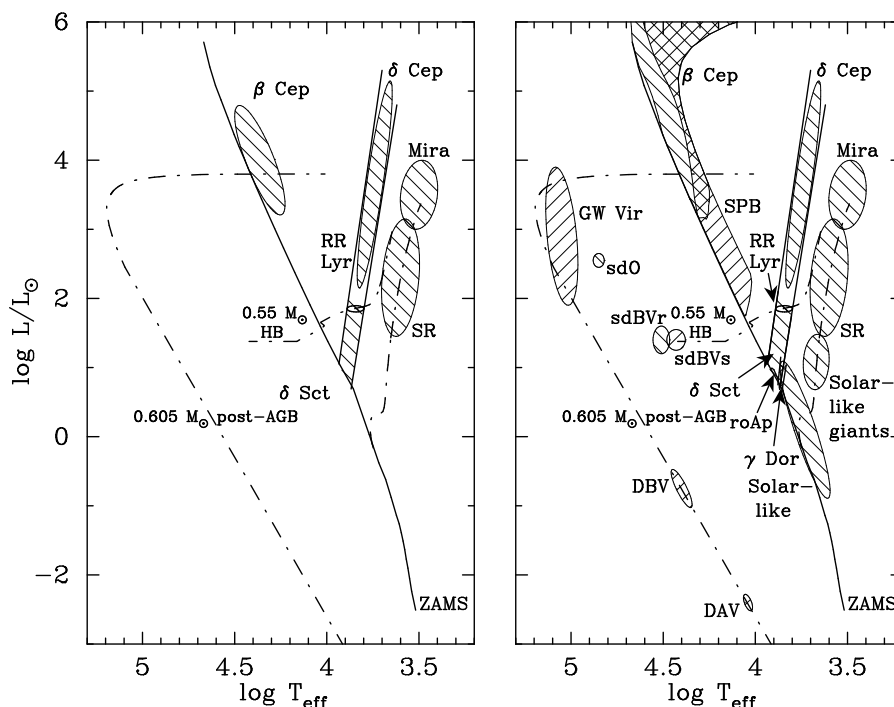 6
4
2
0
−2
log L/L☉
5
4.5
4
3.5
log T_eff
β Cep
δ Cep
Mira
RR
Lyr
SR
0.55 M☉
HB
δ Sct
0.605 M☉ post-AGB
ZAMS
β Cep
δ Cep
Mira
GW Vir
SPB
RR
Lyr
sdO
sdBVr
0.55 M☉
HB
sdBVs
SR
δ Sct
Solar−
like
giants
0.605 M☉ post-AGB
roAp
γ Dor
DBV
Solar−
like
DAV
ZAMS
5
4.5
4
3.5
log T_eff